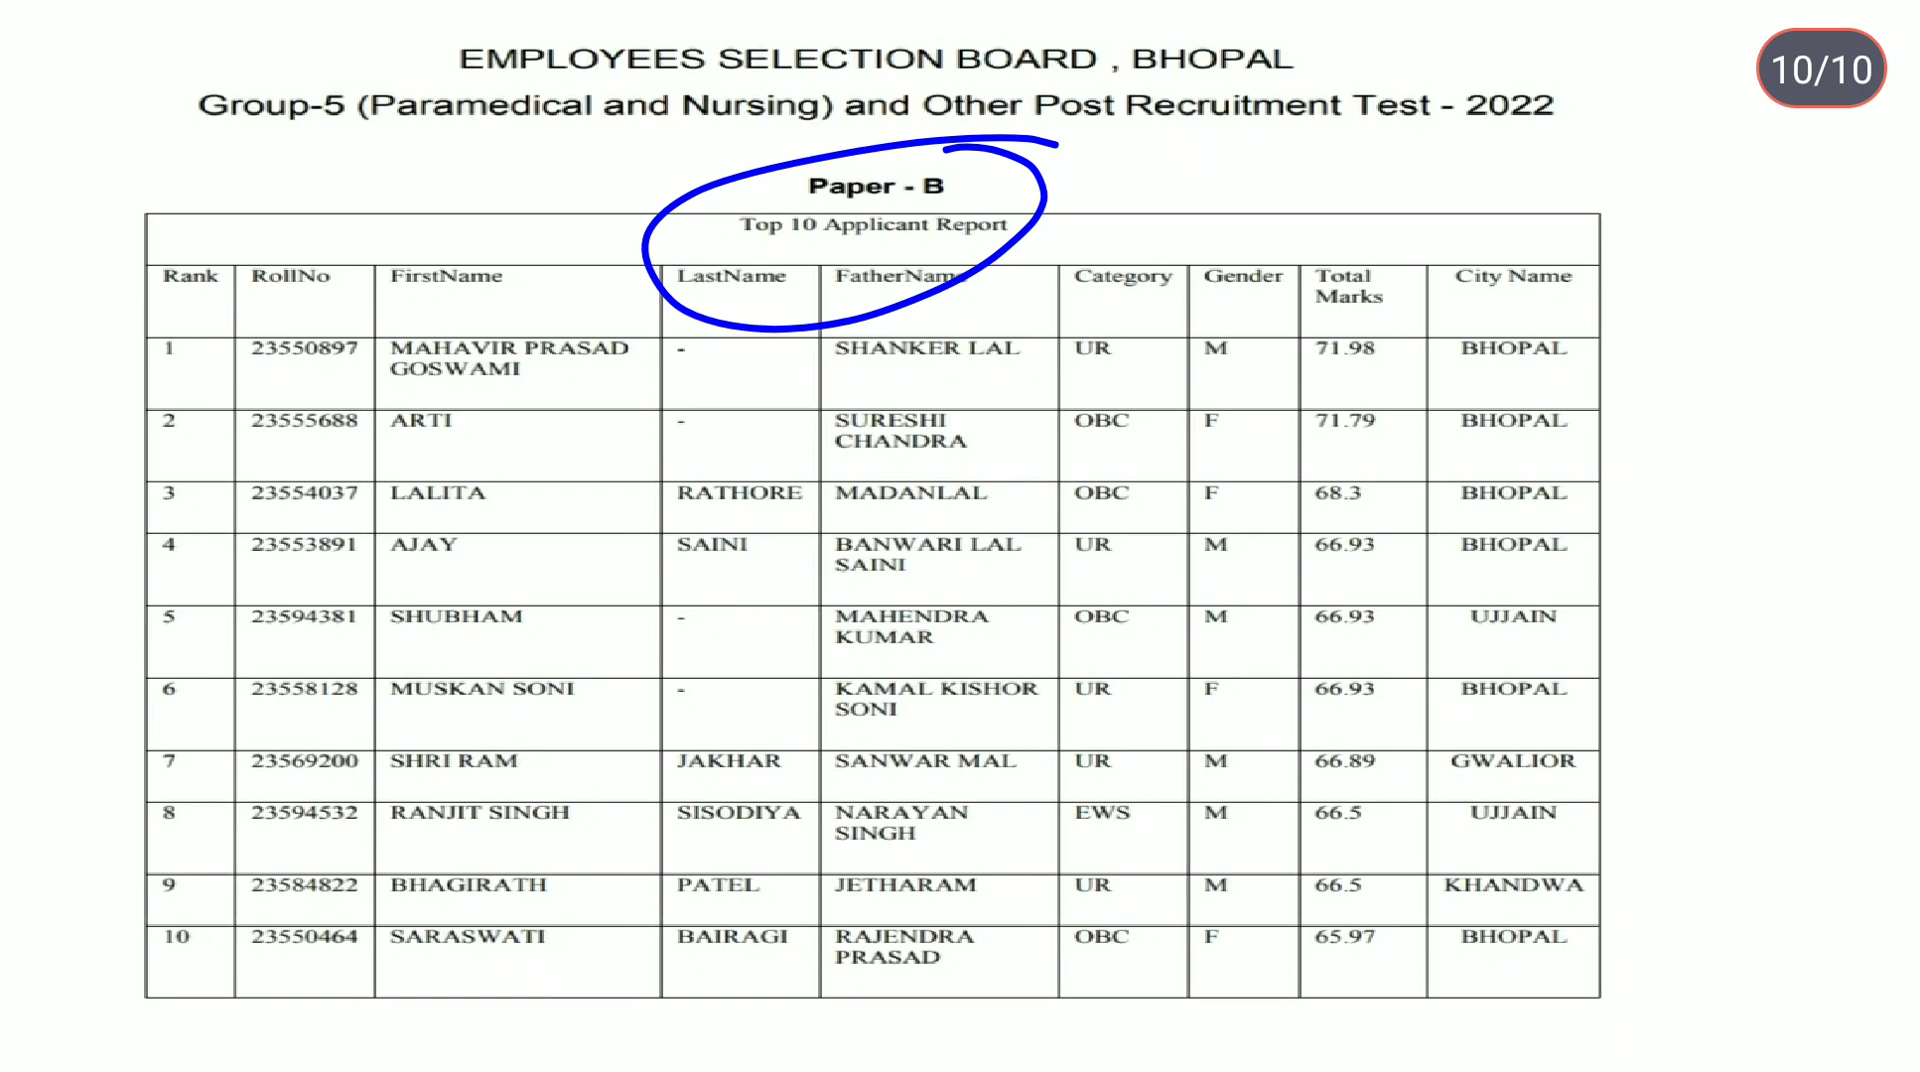 EMPLOYEES SELECTION BOARD , BHOPAL
10/10
Group-5 (Paramedical and Nursing) and Other Post Recruitment Test - 2022
Paper - B
Top 10 Applicant Report
Rank RollNo FirstName LastName FatherName Category Gender Total Marks City Name
1 23550897 MAHAVIR PRASAD GOSWAMI - SHANKER LAL UR M 71.98 BHOPAL
2 23555688 ARTI - SURESHI CHANDRA OBC F 71.79 BHOPAL
3 23554037 LALITA RATHORE MADANLAL OBC F 68.3 BHOPAL
4 23553891 AJAY SAINI BANWARI LAL SAINI UR M 66.93 BHOPAL
5 23594381 SHUBHAM - MAHENDRA KUMAR OBC M 66.93 UJJAIN
6 23558128 MUSKAN SONI - KAMAL KISHOR SONI UR F 66.93 BHOPAL
7 23569200 SHRI RAM JAKHAR SANWAR MAL UR M 66.89 GWALIOR
8 23594532 RANJIT SINGH SISODIYA NARAYAN SINGH EWS M 66.5 UJJAIN
9 23584822 BHAGIRATH PATEL JETHARAM UR M 66.5 KHANDWA
10 23550464 SARASWATI BAIRAGI RAJENDRA PRASAD OBC F 65.97 BHOPAL